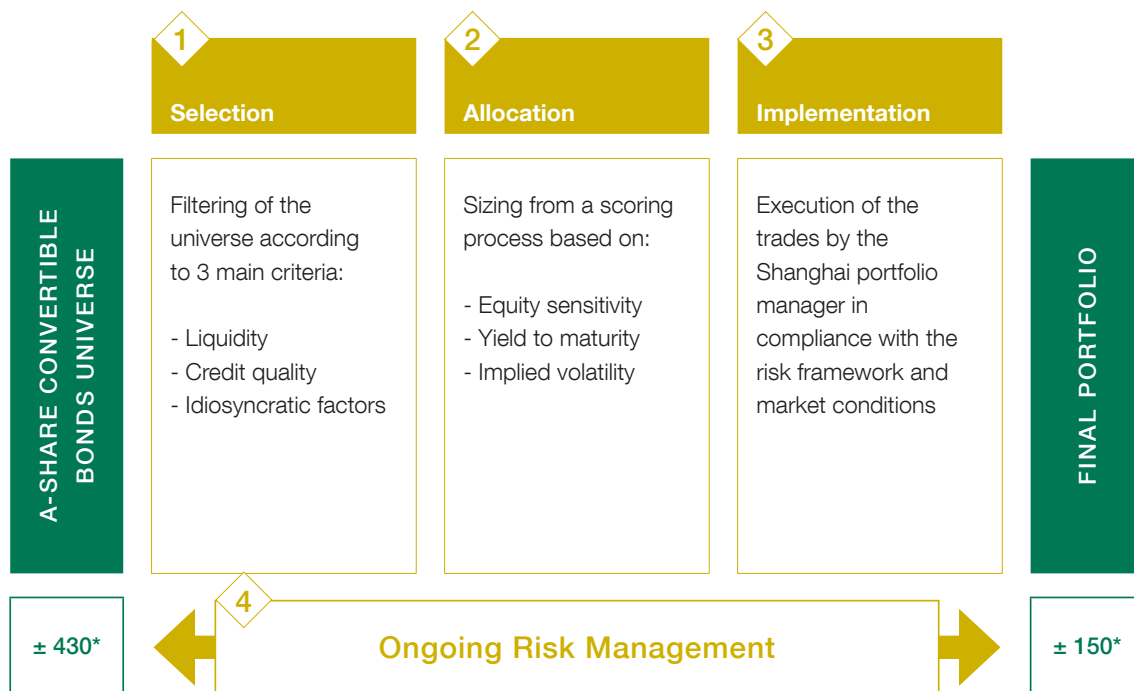 1
Selection
2
Allocation
3
Implementation
A-SHARE CONVERTIBLE
BONDS UNIVERSE
Filtering of the
universe according
to 3 main criteria:
- Liquidity
- Credit quality
- Idiosyncratic factors
Sizing from a scoring
process based on:
- Equity sensitivity
- Yield to maturity
- Implied volatility
Execution of the
trades by the
Shanghai portfolio
manager in
compliance with the
risk framework and
market conditions
FINAL PORTFOLIO
± 430*
4
Ongoing Risk Management
± 150*